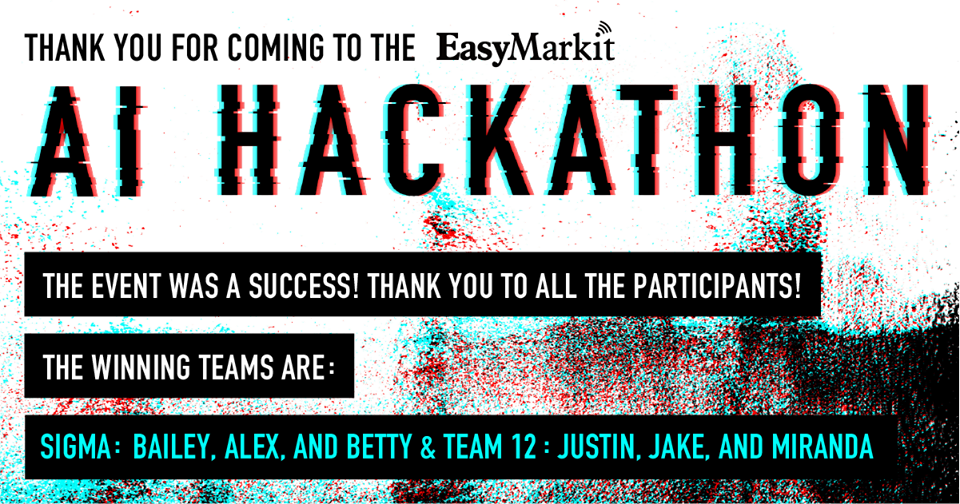 THANK YOU FOR COMING TO THE EasyMarkit
AI HACKATHON
THE EVENT WAS A SUCCESS! THANK YOU TO ALL THE PARTICIPANTS!
THE WINNING TEAMS ARE:
SIGMA: BAILEY, ALEX, AND BETTY & TEAM 12: JUSTIN, JAKE, AND MIRANDA